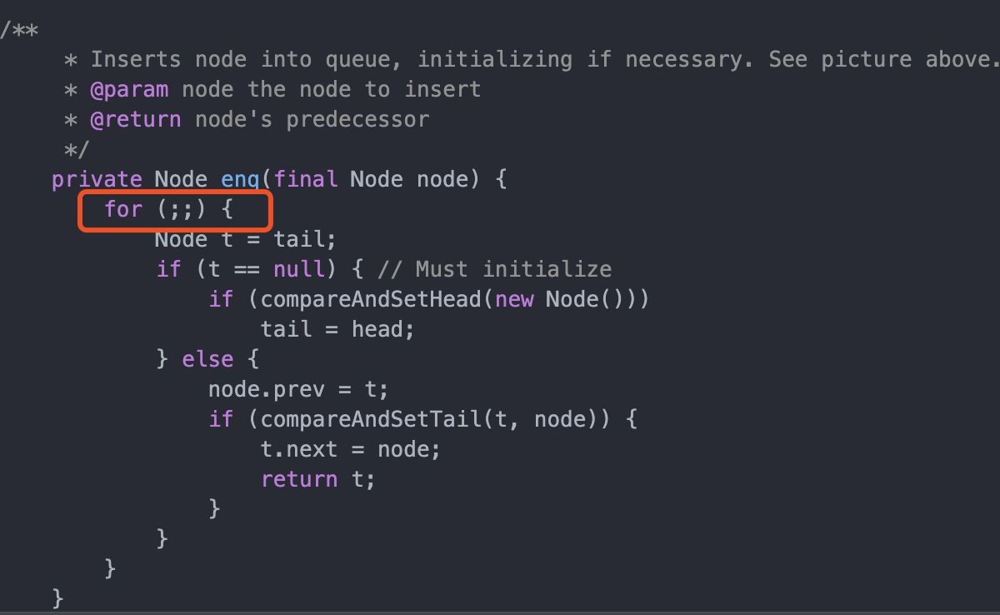 /**
     * Inserts node into queue, initializing if necessary. See picture above.
     * @param node the node to insert
     * @return node's predecessor
     */
    private Node enq(final Node node) {
        for (;;) {
            Node t = tail;
            if (t == null) { // Must initialize
                if (compareAndSetHead(new Node()))
                    tail = head;
            } else {
                node.prev = t;
                if (compareAndSetTail(t, node)) {
                    t.next = node;
                    return t;
                }
            }
        }
    }